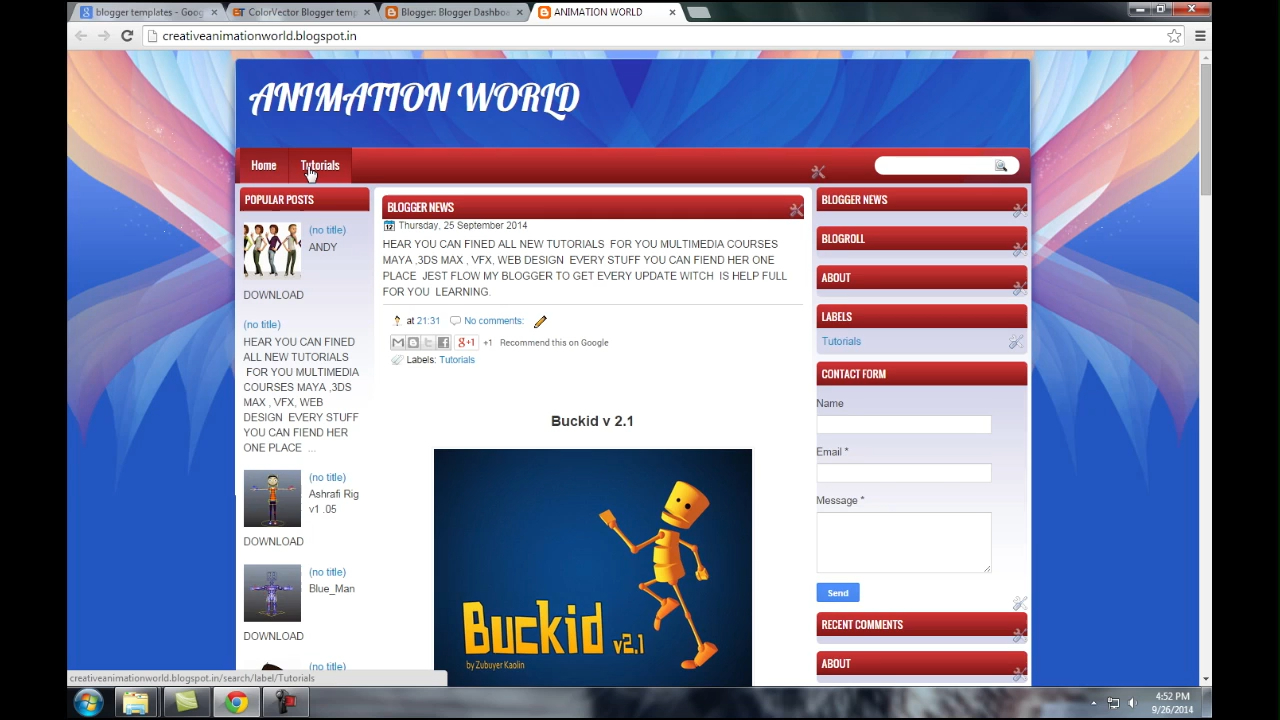 blogger templates - Goog
ColorVector Blogger temp
Blogger: Blogger Dashboa
ANIMATION WORLD
creativeanimationworld.blogspot.in
ANIMATION WORLD
Home
Tutorials
POPULAR POSTS
(no title)
ANDY
DOWNLOAD
(no title)
HEAR YOU CAN FINED
ALL NEW TUTORIALS
FOR YOU MULTIMEDIA
COURSES MAYA ,3DS
MAX , VFX, WEB
DESIGN EVERY STUFF
YOU CAN FIEND HER
ONE PLACE ...
(no title)
Ashrafi Rig
v1 .05
DOWNLOAD
(no title)
Blue_Man
DOWNLOAD
(no title)
BLOGGER NEWS
Thursday, 25 September 2014
HEAR YOU CAN FINED ALL NEW TUTORIALS FOR YOU MULTIMEDIA COURSES
MAYA ,3DS MAX , VFX, WEB DESIGN EVERY STUFF YOU CAN FIEND HER ONE
PLACE JEST FLOW MY BLOGGER TO GET EVERY UPDATE WITCH IS HELP FULL
FOR YOU LEARNING.
at 21:31 No comments:
g+1 +1 Recommend this on Google
Labels: Tutorials
Buckid v 2.1
Buckid v2.1
by Zubuyer Kaolin
BLOGGER NEWS
BLOGROLL
ABOUT
LABELS
Tutorials
CONTACT FORM
Name
Email *
Message *
Send
RECENT COMMENTS
ABOUT
creativeanimationworld.blogspot.in/search/label/Tutorials
4:52 PM
9/26/2014